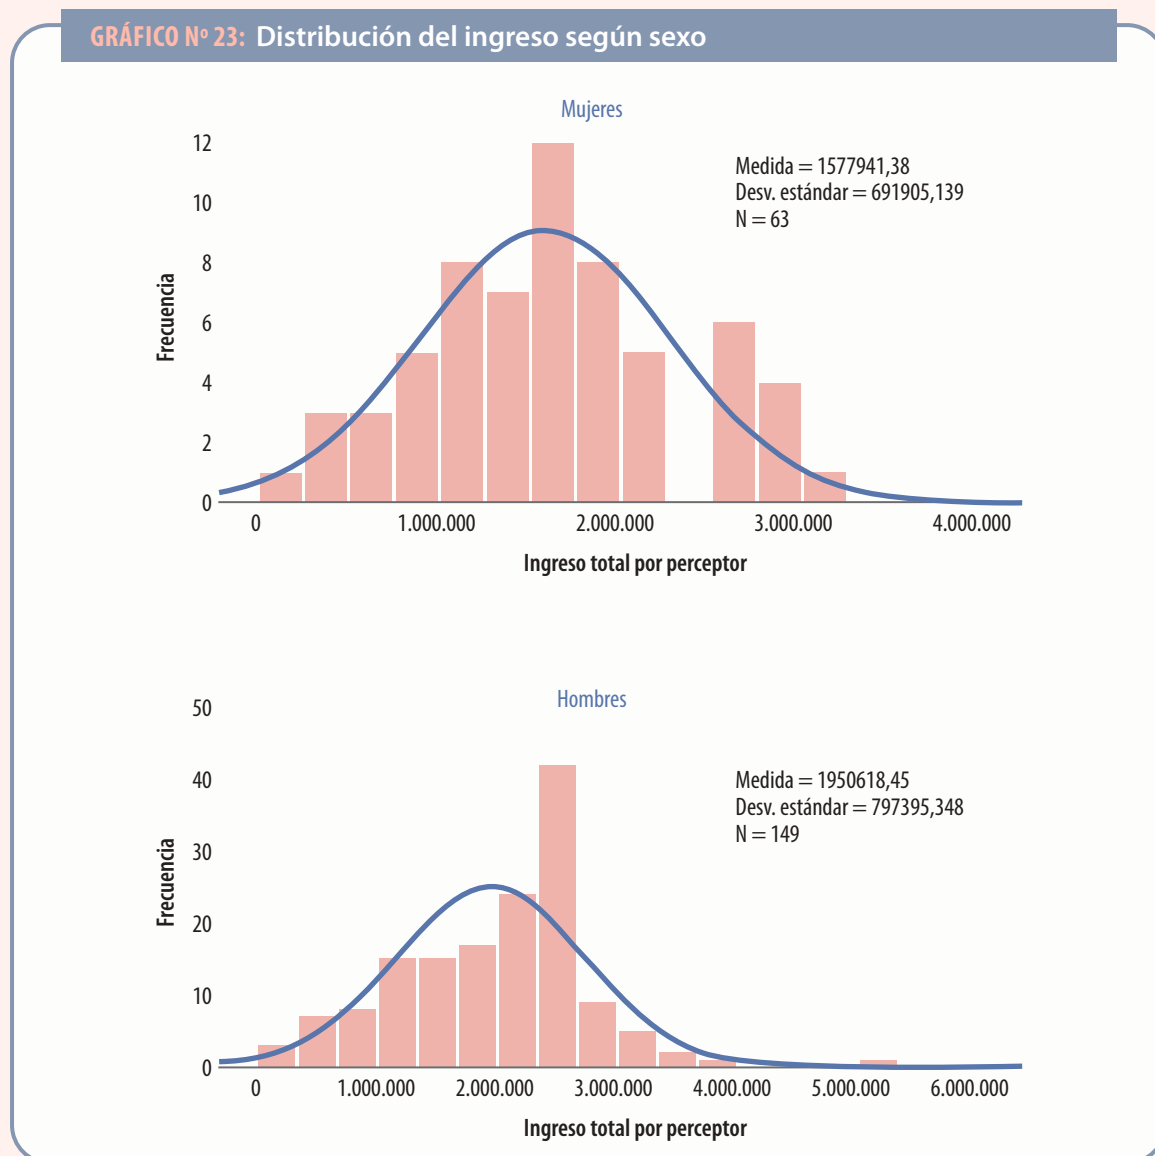 GRÁFICO Nº 23: Distribución del ingreso según sexo
Mujeres
Medida = 1577941,38
Desv. estándar = 691905,139
N = 63
Frecuencia
12
10
8
6
4
2
0
0 1.000.000 2.000.000 3.000.000 4.000.000
Ingreso total por perceptor
Hombres
Medida = 1950618,45
Desv. estándar = 797395,348
N = 149
Frecuencia
50
40
30
20
10
0
0 1.000.000 2.000.000 3.000.000 4.000.000 5.000.000 6.000.000
Ingreso total por perceptor